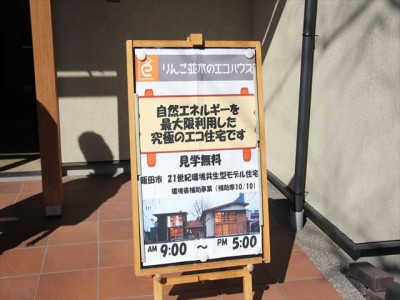 りんご並木のエコハウス
自然エネルギーを
最大限利用した
究極のエコ住宅です
見学無料
飯田市 21世紀環境共生型モデル住宅
環境省補助事業(補助率10/10)
AM 9:00 ～ PM 5:00